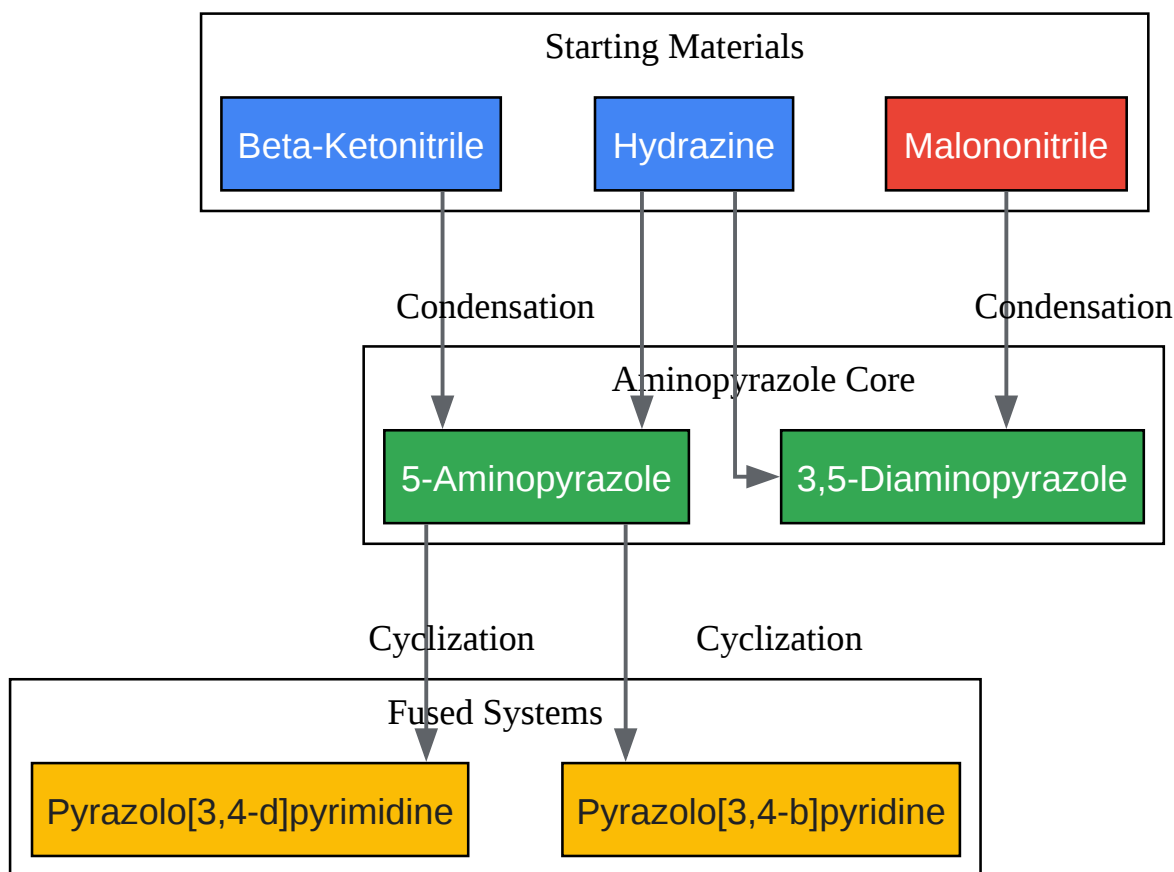 Starting Materials
Beta-Ketonitrile
Hydrazine
Malononitrile
Condensation
Condensation
Aminopyrazole Core
5-Aminopyrazole
3,5-Diaminopyrazole
Cyclization
Cyclization
Fused Systems
Pyrazolo[3,4-d]pyrimidine
Pyrazolo[3,4-b]pyridine